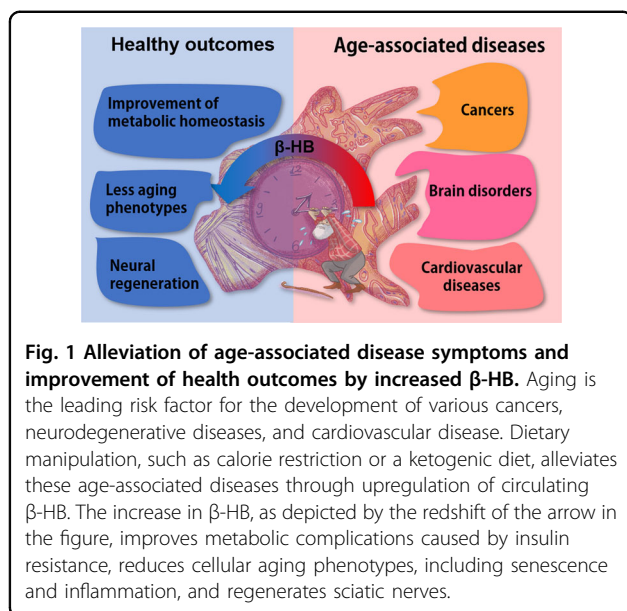 Healthy outcomes
Age-associated diseases
Improvement of
metabolic homeostasis
Less aging
phenotypes
Neural
regeneration
β-HB
12
3
6
9
Cancers
Brain disorders
Cardiovascular
diseases
Fig. 1 Alleviation of age-associated disease symptoms and
improvement of health outcomes by increased β-HB. Aging is
the leading risk factor for the development of various cancers,
neurodegenerative diseases, and cardiovascular disease. Dietary
manipulation, such as calorie restriction or a ketogenic diet, alleviates
these age-associated diseases through upregulation of circulating
β-HB. The increase in β-HB, as depicted by the redshift of the arrow in
the figure, improves metabolic complications caused by insulin
resistance, reduces cellular aging phenotypes, including senescence
and inflammation, and regenerates sciatic nerves.